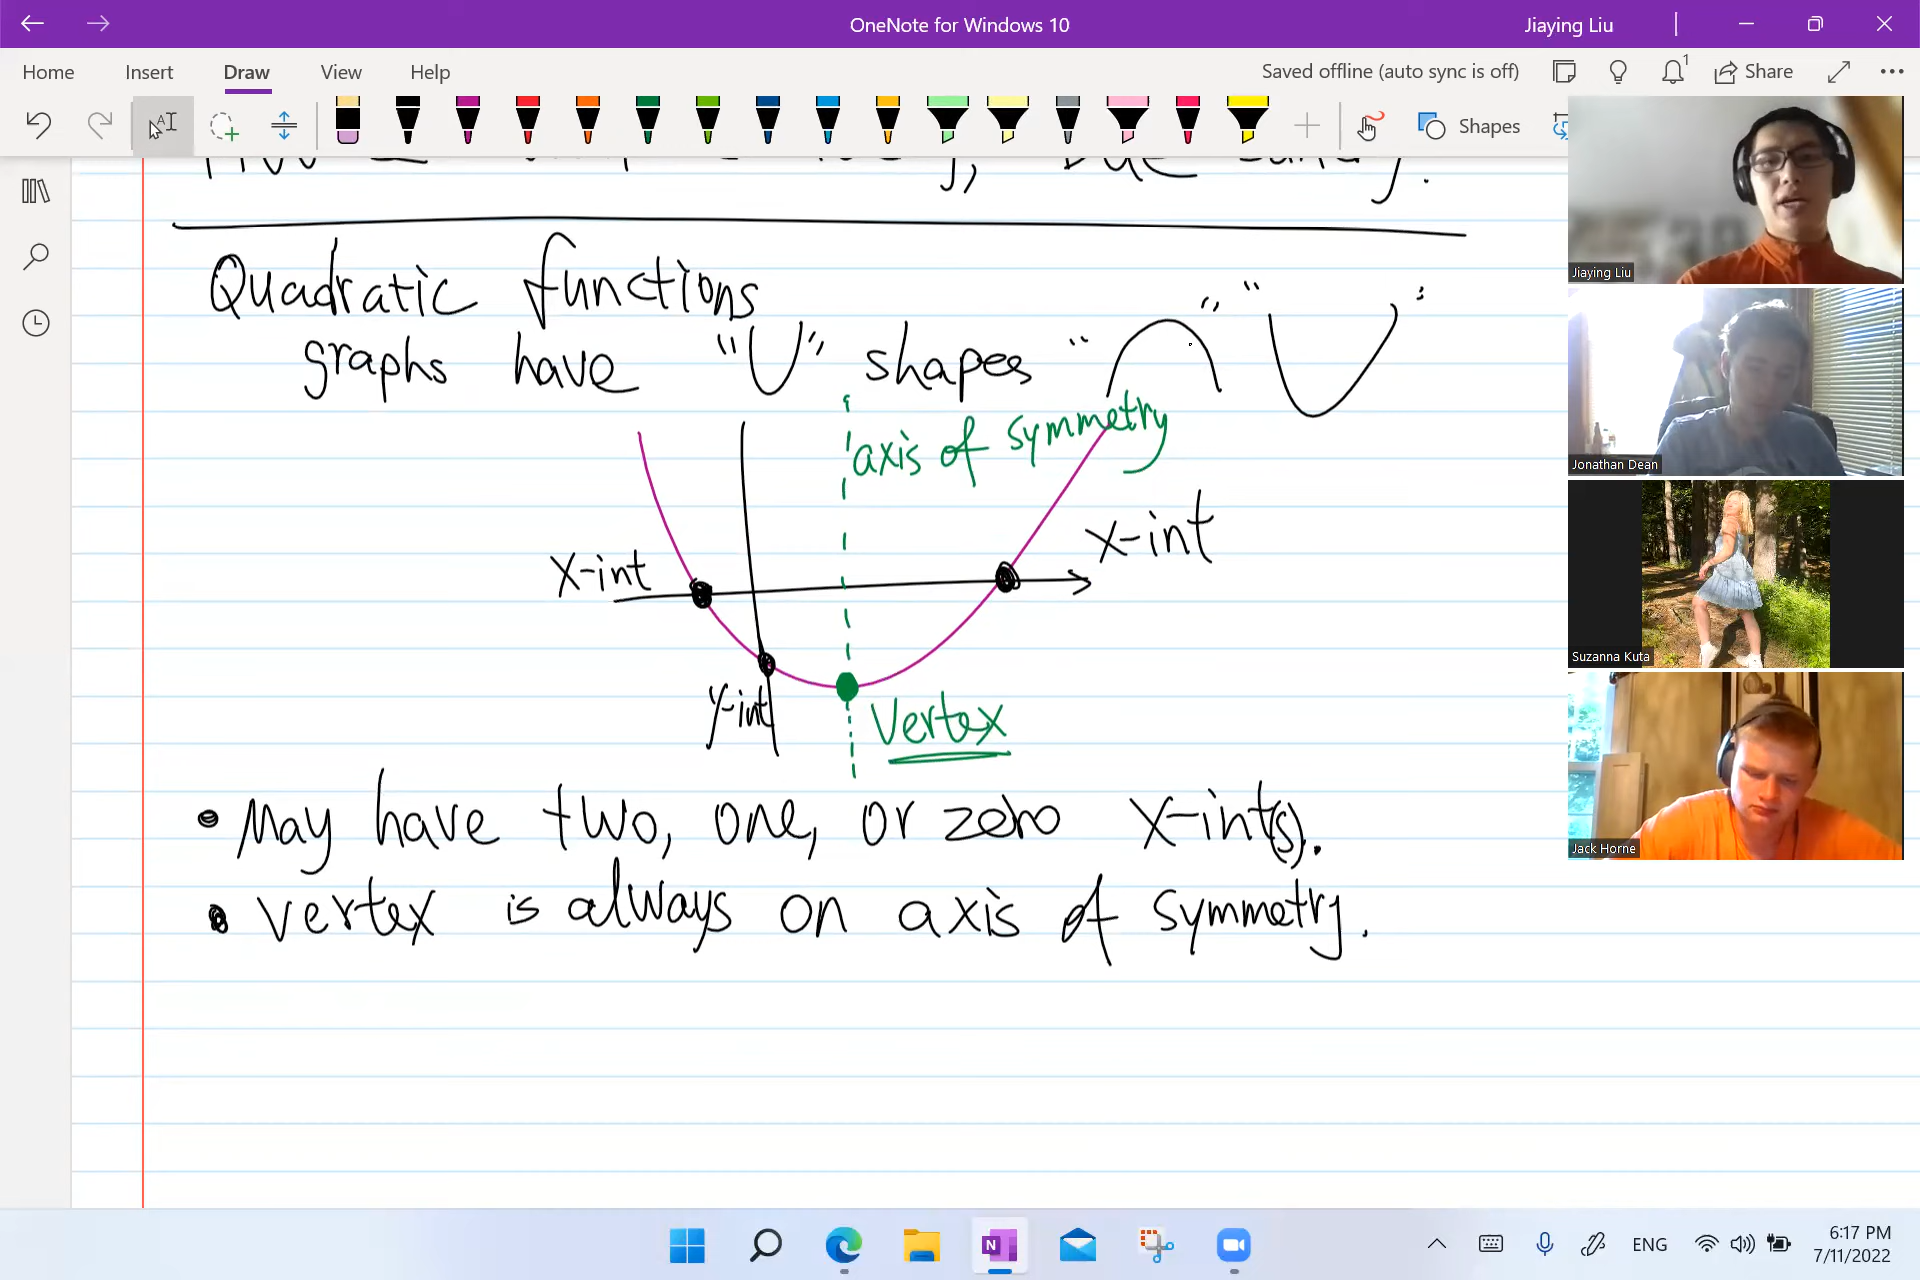 OneNote for Windows 10
Jiaying Liu
Home Insert Draw View Help
Saved offline (auto sync is off)
1
Share
Shapes
Quadratic functions
graphs have "U" shapes
axis of symmetry
X-int
X-int
Y-int
Vertex
• May have two, one, or zero X-int(s).
• vertex is always on axis of symmetry.
Jiaying Liu
Jonathan Dean
Suzanna Kuta
Jack Horne
ENG
6:17 PM
7/11/2022